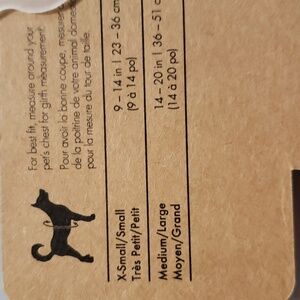 For best fit, measure around your
pet's chest for girth measurement.
Pour avoir la bonne coupe, mesurez
de la poitrine de votre animal
pour la mesure du tour de taille.
X-Small/Small 9 – 14 in | 23 – 36 cm
Très Petit/Petit (9 à 14 po)
Medium/Large 14 – 20 in | 36 – 51 c
Moyen/Grand (14 à 20 po)